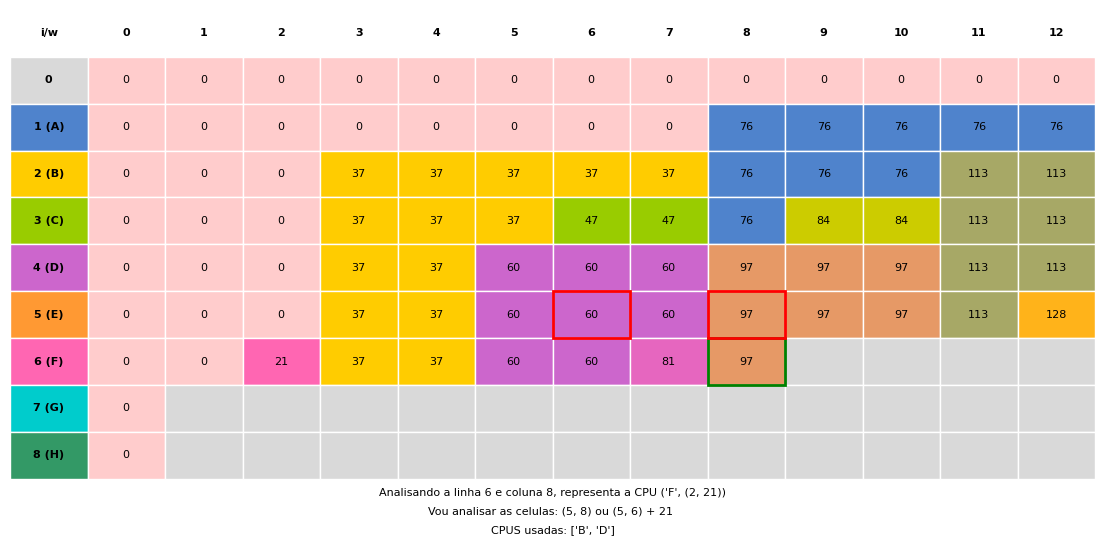 i/w 0 1 2 3 4 5 6 7 8 9 10 11 12
0 0 0 0 0 0 0 0 0 0 0 0 0 0
1 (A) 0 0 0 0 0 0 0 0 76 76 76 76 76
2 (B) 0 0 0 37 37 37 37 37 76 76 76 113 113
3 (C) 0 0 0 37 37 37 47 47 76 84 84 113 113
4 (D) 0 0 0 37 37 60 60 60 97 97 97 113 113
5 (E) 0 0 0 37 37 60 60 60 97 97 97 113 128
6 (F) 0 0 21 37 37 60 60 81 97
7 (G) 0
8 (H) 0
Analisando a linha 6 e coluna 8, representa a CPU ('F', (2, 21))
Vou analisar as celulas: (5, 8) ou (5, 6) + 21
CPUS usadas: ['B', 'D']